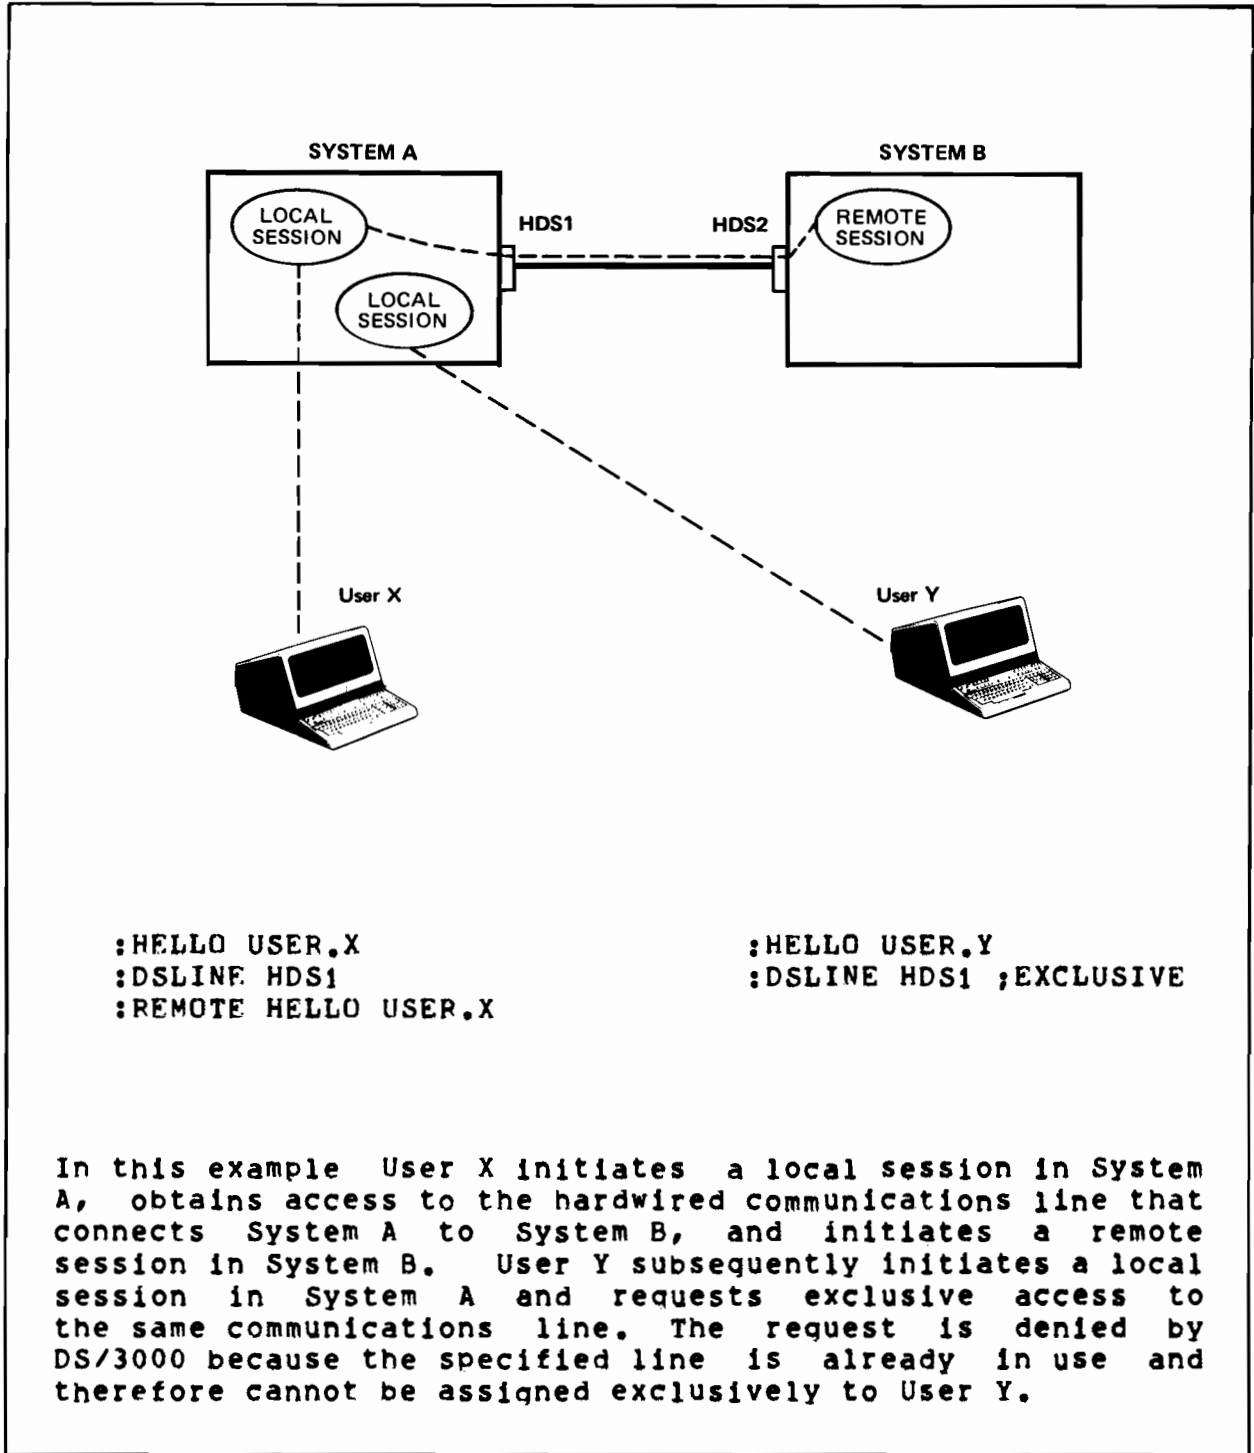 SYSTEM A
SYSTEM B
LOCAL
SESSION
HDS1
HDS2
REMOTE
SESSION
LOCAL
SESSION
User X
User Y
:HELLO USER.X
:DSLINE HDS1
:REMOTE HELLO USER.X
:HELLO USER.Y
:DSLINE HDS1 ;EXCLUSIVE
In this example User X initiates a local session in System
A, obtains access to the hardwired communications line that
connects System A to System B, and initiates a remote
session in System B. User Y subsequently initiates a local
session in System A and requests exclusive access to
the same communications line. The request is denied by
DS/3000 because the specified line is already in use and
therefore cannot be assigned exclusively to User Y.